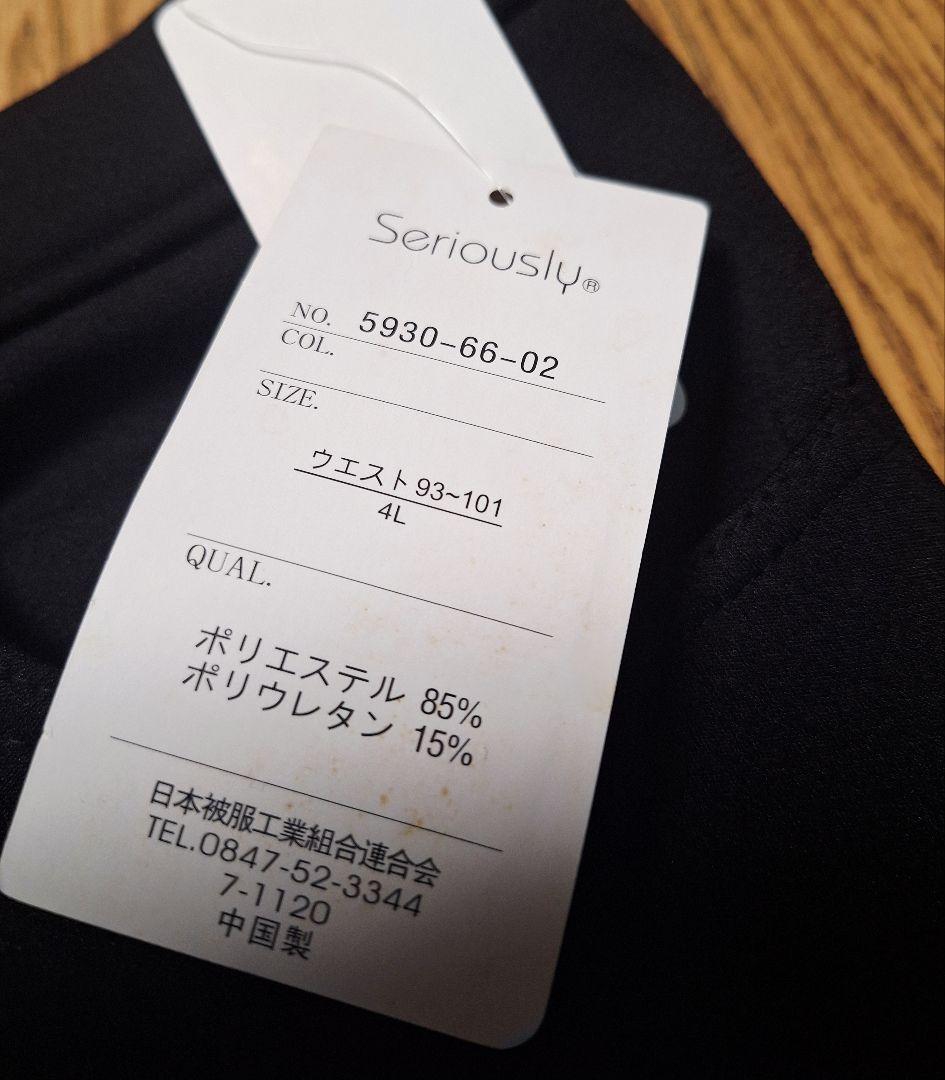 Seriously®
NO. 5930-66-02
COL.
SIZE.
ウエスト 93~101
4L
QUAL.
ポリエステル 85%
ポリウレタン 15%
日本被服工業組合連合会
TEL.0847-52-3344
7-1120
中国製